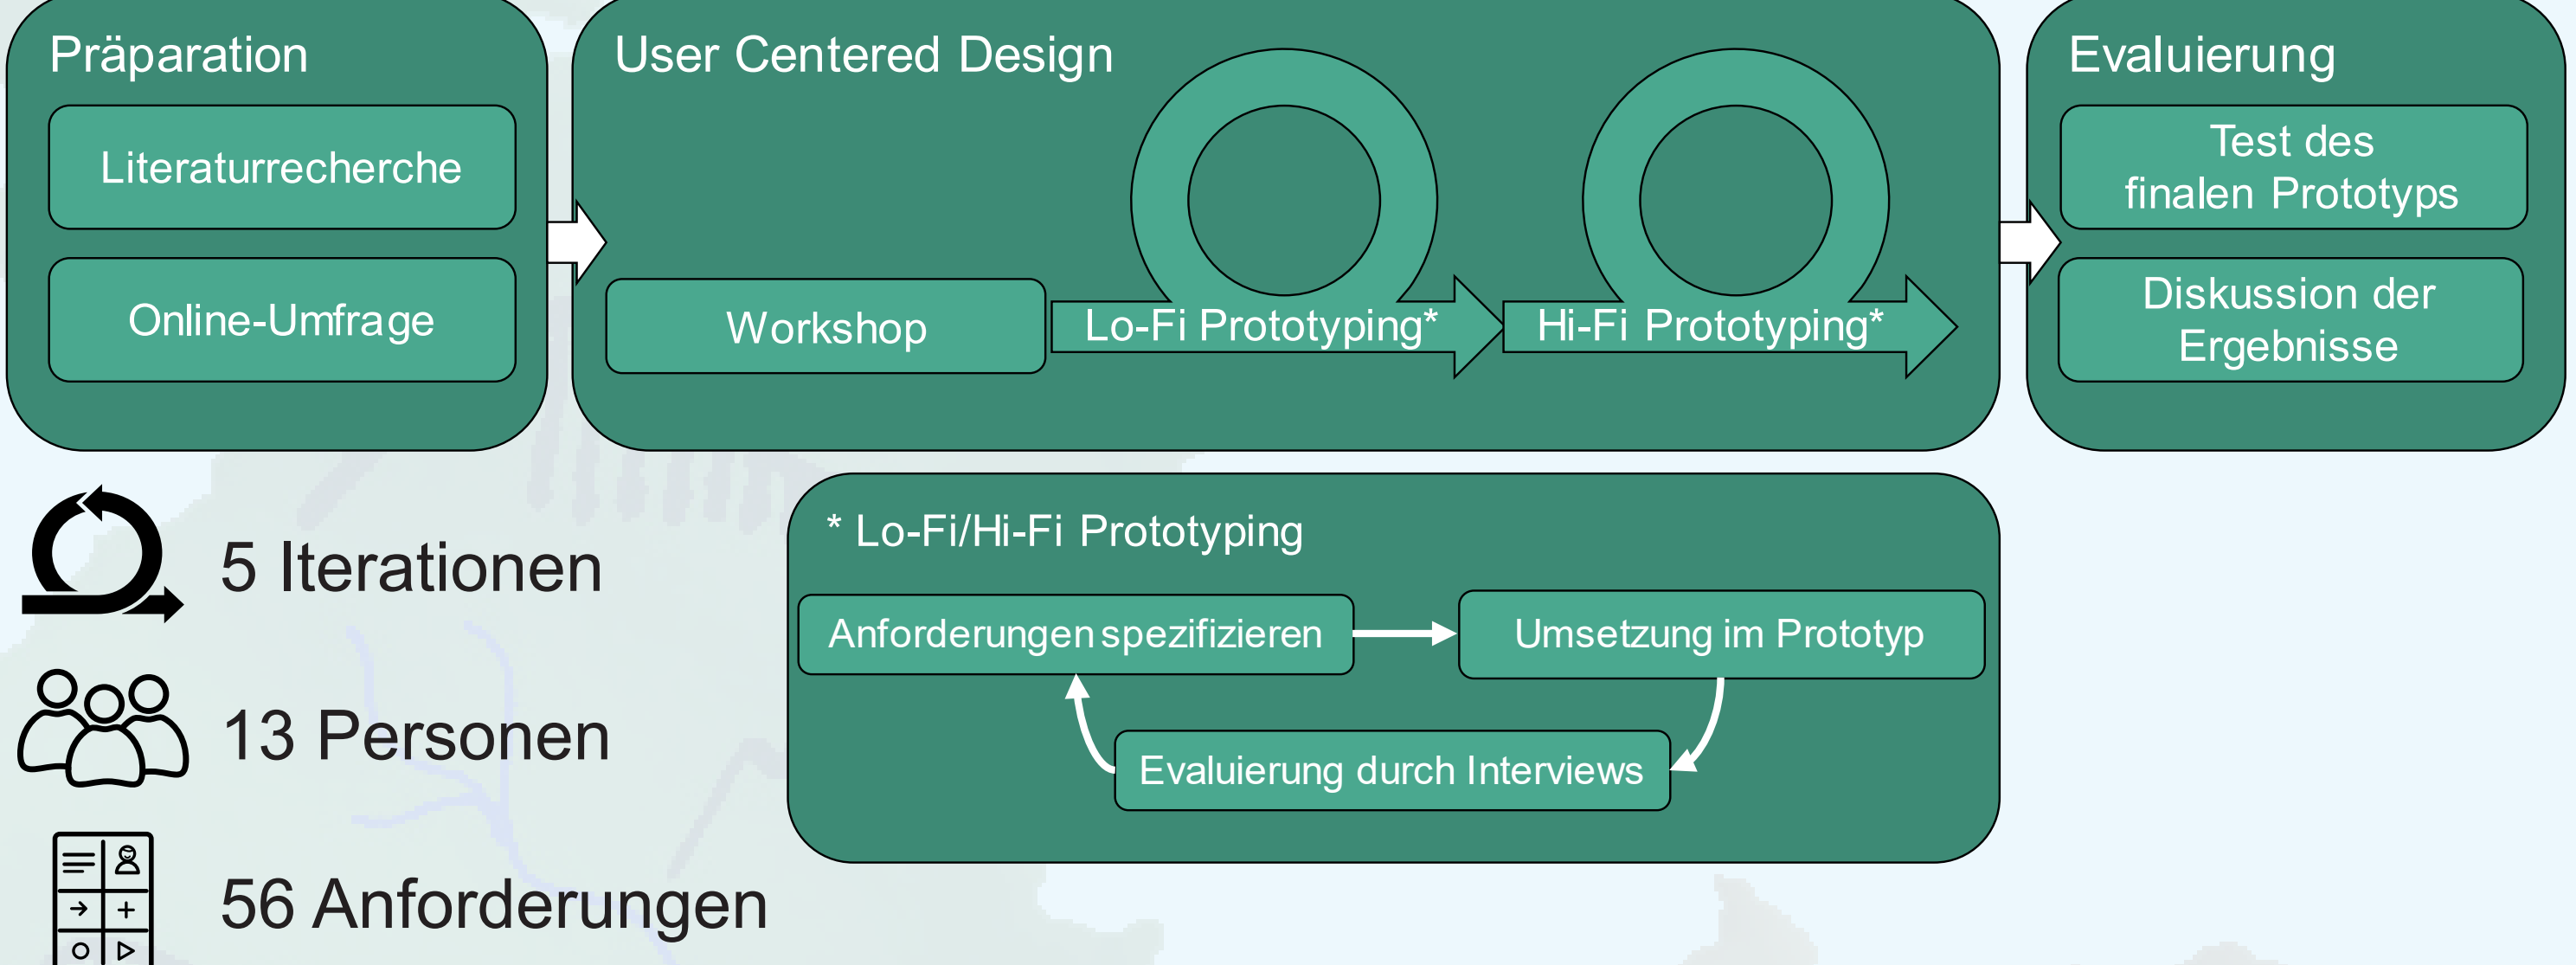 Präparation
Literaturrecherche
Online-Umfrage
User Centered Design
Workshop
Lo-Fi Prototyping*
Hi-Fi Prototyping*
Evaluierung
Test des
finalen Prototyps
Diskussion der
Ergebnisse
5 Iterationen
13 Personen
56 Anforderungen
* Lo-Fi/Hi-Fi Prototyping
Anforderungen spezifizieren
Umsetzung im Prototyp
Evaluierung durch Interviews